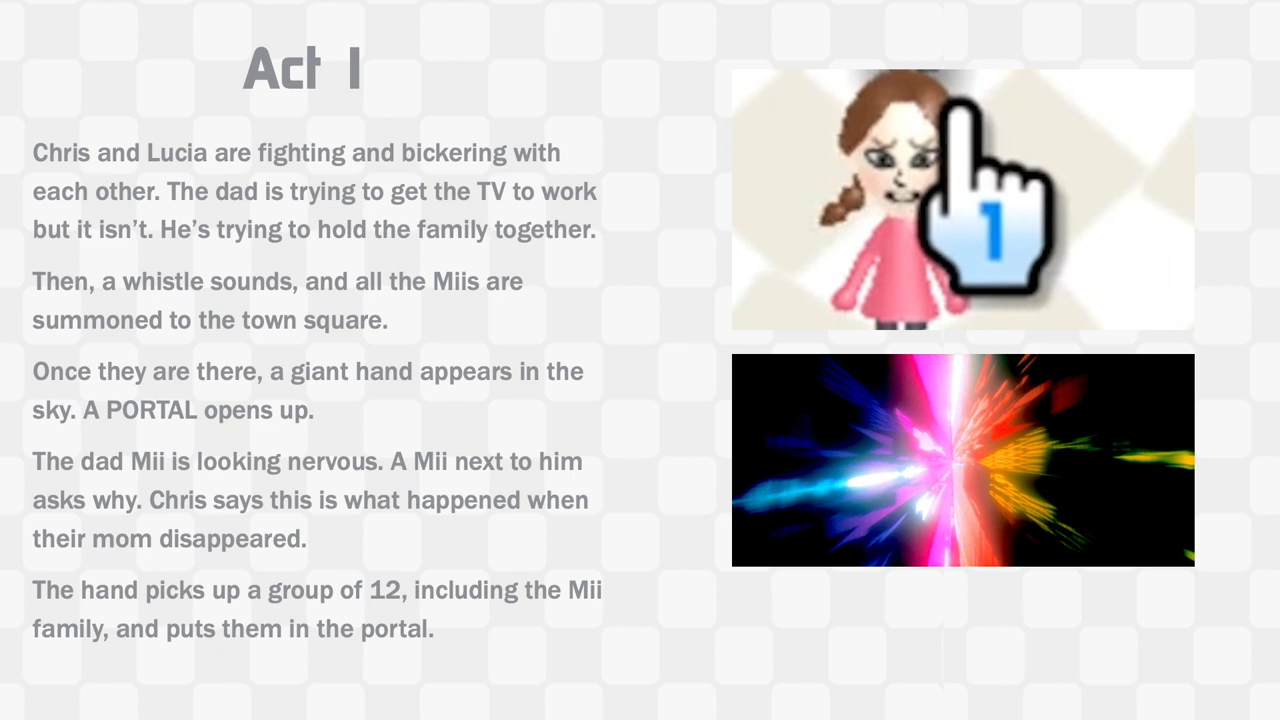 Act 1
Chris and Lucia are fighting and bickering with
each other. The dad is trying to get the TV to work
but it isn’t. He’s trying to hold the family together.
Then, a whistle sounds, and all the Miis are
summoned to the town square.
Once they are there, a giant hand appears in the
sky. A PORTAL opens up.
The dad Mii is looking nervous. A Mii next to him
asks why. Chris says this is what happened when
their mom disappeared.
The hand picks up a group of 12, including the Mii
family, and puts them in the portal.
1